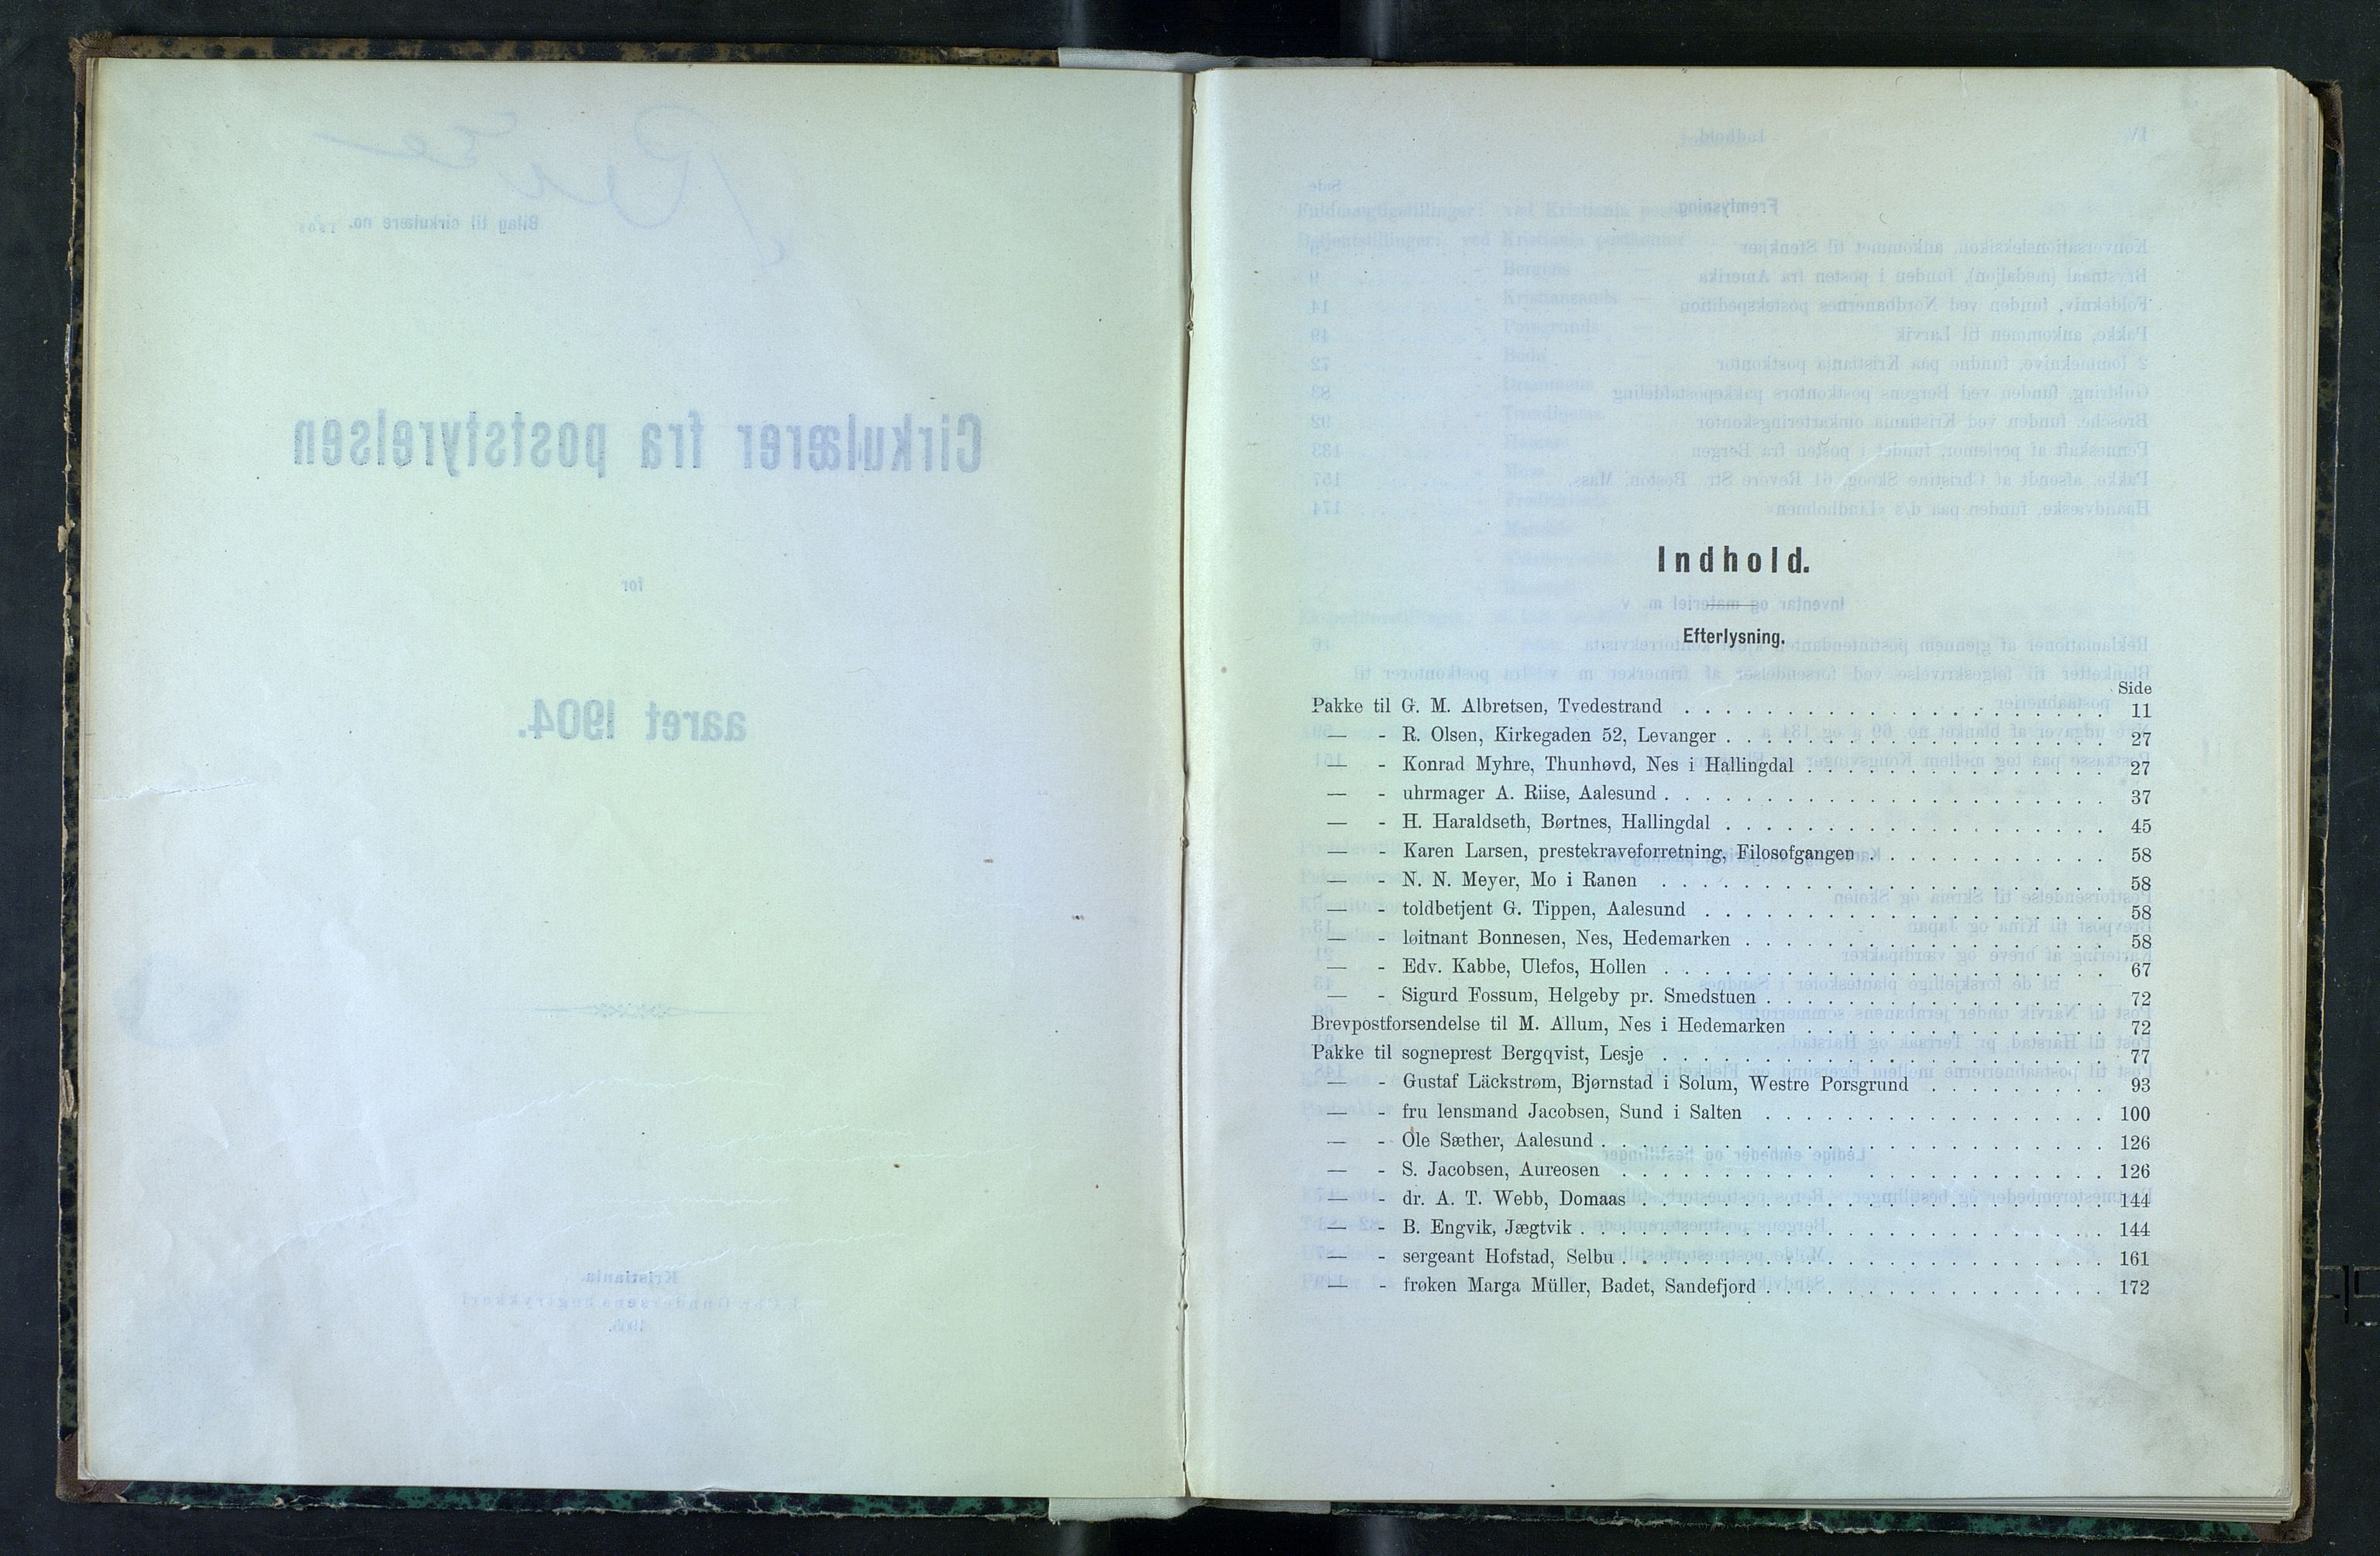 Indhold.
Efterlysning.
Side
Pakke til G. M. Albretsen, Tvedestrand . . . . . . . . . . . . . . . . . . . . . 11
— - R. Olsen, Kirkegaden 52, Levanger . . . . . . . . . . . . . . . . . . . 27
— - Konrad Myhre, Thunhøvd, Nes i Hallingdal . . . . . . . . . . . . . . . 27
— - uhrmager A. Riise, Aalesund . . . . . . . . . . . . . . . . . . . . . . 37
— - H. Haraldseth, Børtnes, Hallingdal . . . . . . . . . . . . . . . . . . . 45
— - Karen Larsen, prestekraveforretning, Filosofgangen . . . . . . . . . . . . 58
— - N. N. Meyer, Mo i Ranen . . . . . . . . . . . . . . . . . . . . . . 58
— - toldbetjent G. Tippen, Aalesund . . . . . . . . . . . . . . . . . . . . 58
— - løitnant Bonnesen, Nes, Hedemarken . . . . . . . . . . . . . . . . . . 58
— - Edv. Kabbe, Ulefos, Hollen . . . . . . . . . . . . . . . . . . . . . . 67
— - Sigurd Fossum, Helgeby pr. Smedstuen . . . . . . . . . . . . . . . . . 72
Brevpostforsendelse til M. Allum, Nes i Hedemarken . . . . . . . . . . . . . . . 72
Pakke til sogneprest Bergqvist, Lesje . . . . . . . . . . . . . . . . . . . . . . 77
— - Gustaf Läckstrøm, Bjørnstad i Solum, Westre Porsgrund . . . . . . . . . 93
— - fru lensmand Jacobsen, Sund i Salten . . . . . . . . . . . . . . . . . 100
— - Ole Sæther, Aalesund . . . . . . . . . . . . . . . . . . . . . . . . . 126
— - S. Jacobsen, Aureosen . . . . . . . . . . . . . . . . . . . . . . . . 126
— - dr. A. T. Webb, Domaas . . . . . . . . . . . . . . . . . . . . . . . 144
— - B. Engvik, Jægtvik . . . . . . . . . . . . . . . . . . . . . . . . . . 144
— - sergeant Hofstad, Selbu . . . . . . . . . . . . . . . . . . . . . . . . 161
— - frøken Marga Müller, Badet, Sandefjord . . . . . . . . . . . . . . . . . 172